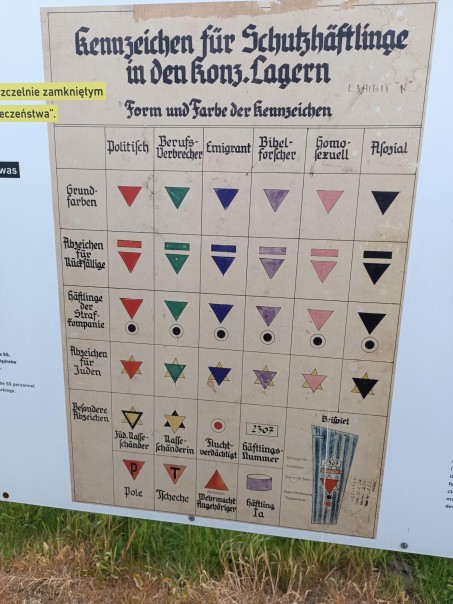 szczelnie zamkniętym
eczeństwa".
was
Kennzeichen für Schutzhäftlinge
in den Konz.Lagern
Form und Farbe der Kennzeichen
Politisch
Berufs-
Verbrecher
Emigrant
Bibel-
forscher
Homo-
sexuell
Asozial
Grund-
farben
Abzeichen
für
Rückfällige
Häftlinge
der
Straf-
kompanie
Abzeichen
für
Juden
Besondere
Abzeichen
Jüd. Rasse-
schänder
Rasse-
schänderin
Flucht-
verdächtigt
2307
Häftlings-
Nummer
Beispiel
2307
P
Pole
T
Tscheche
Wehrmacht
Angehöriger
Häftling
Ia